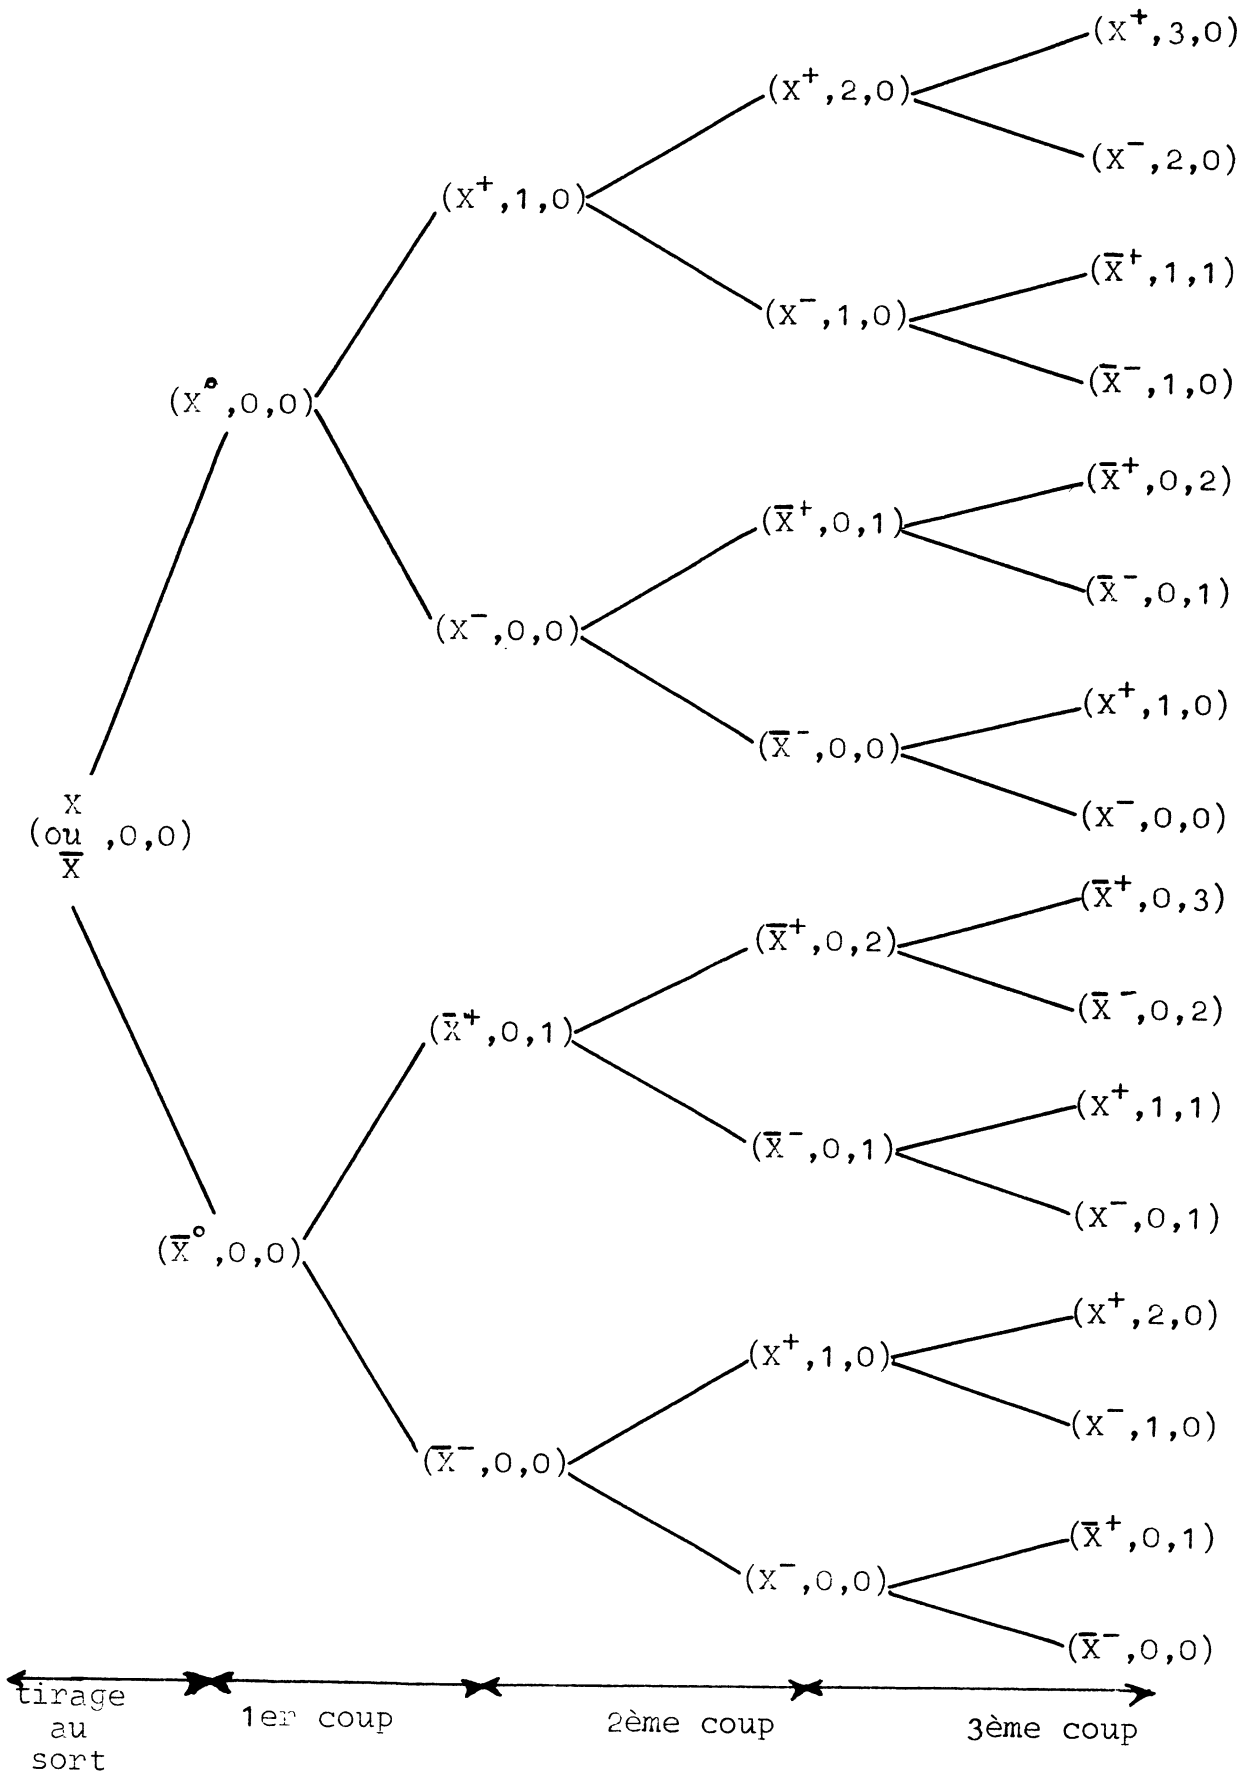 (X⁺,3,0)
(X⁺,2,0)
(X⁻,2,0)
(X⁺,1,0)
(X̄⁺,1,1)
(X⁻,1,0)
(X̄⁻,1,0)
(X°,0,0)
(X̄⁺,0,2)
(X̄⁺,0,1)
(X̄⁻,0,1)
(X⁻,0,0)
(X⁺,1,0)
(X̄⁻,0,0)
(X⁻,0,0)
X
(ou ,0,0)
X̄
(X̄⁺,0,3)
(X̄⁺,0,2)
(X̄⁻,0,2)
(X̄⁺,0,1)
(X⁺,1,1)
(X̄⁻,0,1)
(X⁻,0,1)
(X̄°,0,0)
(X⁺,2,0)
(X⁺,1,0)
(X⁻,1,0)
(X̄⁻,0,0)
(X̄⁺,0,1)
(X⁻,0,0)
(X̄⁻,0,0)
tirage
au
sort
1er coup
2ème coup
3ème coup